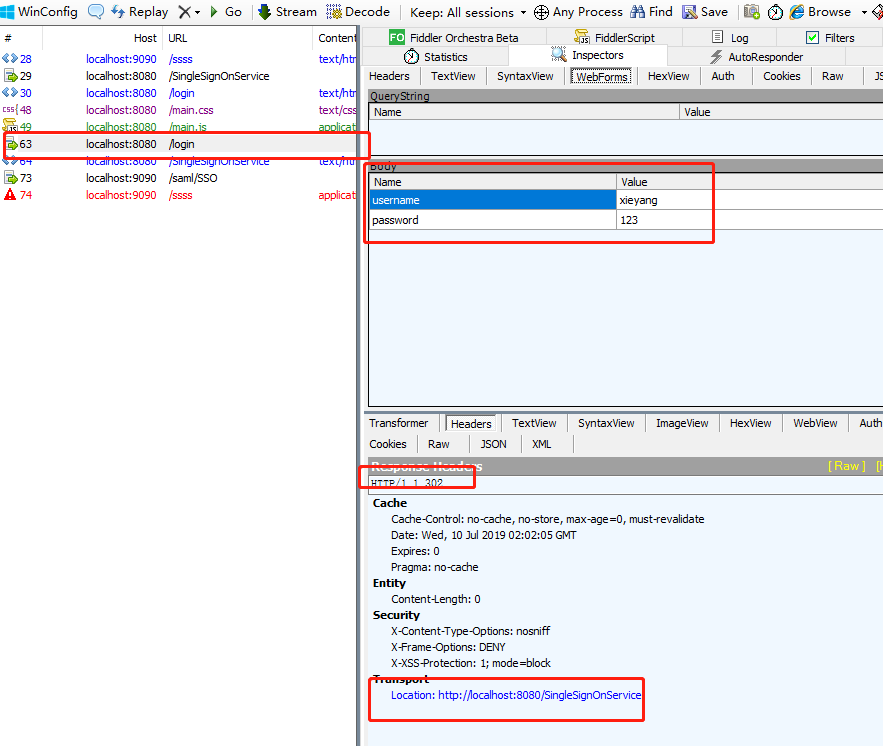 WinConfig Replay Go Stream Decode Keep: All sessions Any Process Find Save Browse
# Host URL Content
28 localhost:9090 /ssss text/htm
29 localhost:8080 /SingleSignOnService
30 localhost:8080 /login text/htm
48 localhost:8080 /main.css text/css
49 localhost:8080 /main.js applicat
63 localhost:8080 /login
64 localhost:8080 /SingleSignOnService text/htm
73 localhost:9090 /saml/SSO
74 localhost:9090 /ssss applicat
FO Fiddler Orchestra Beta FiddlerScript Log Filters
Statistics Inspectors AutoResponder
Headers TextView SyntaxView WebForms HexView Auth Cookies Raw JS
QueryString
Name Value
Body
Name Value
username xieyang
password 123
Transformer Headers TextView SyntaxView ImageView HexView WebView Auth
Cookies Raw JSON XML
Response Headers [ Raw ] [H
HTTP/1.1 302
Cache
Cache-Control: no-cache, no-store, max-age=0, must-revalidate
Date: Wed, 10 Jul 2019 02:02:05 GMT
Expires: 0
Pragma: no-cache
Entity
Content-Length: 0
Security
X-Content-Type-Options: nosniff
X-Frame-Options: DENY
X-XSS-Protection: 1; mode=block
Transport
Location: http://localhost:8080/SingleSignOnService